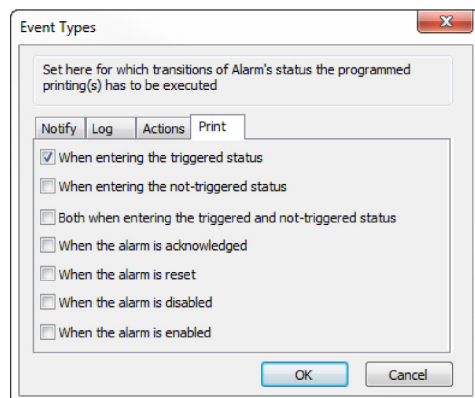 Event Types
Set here for which transitions of Alarm's status the programmed
printing(s) has to be executed
Notify Log Actions Print
When entering the triggered status
When entering the not-triggered status
Both when entering the triggered and not-triggered status
When the alarm is acknowledged
When the alarm is reset
When the alarm is disabled
When the alarm is enabled
OK Cancel